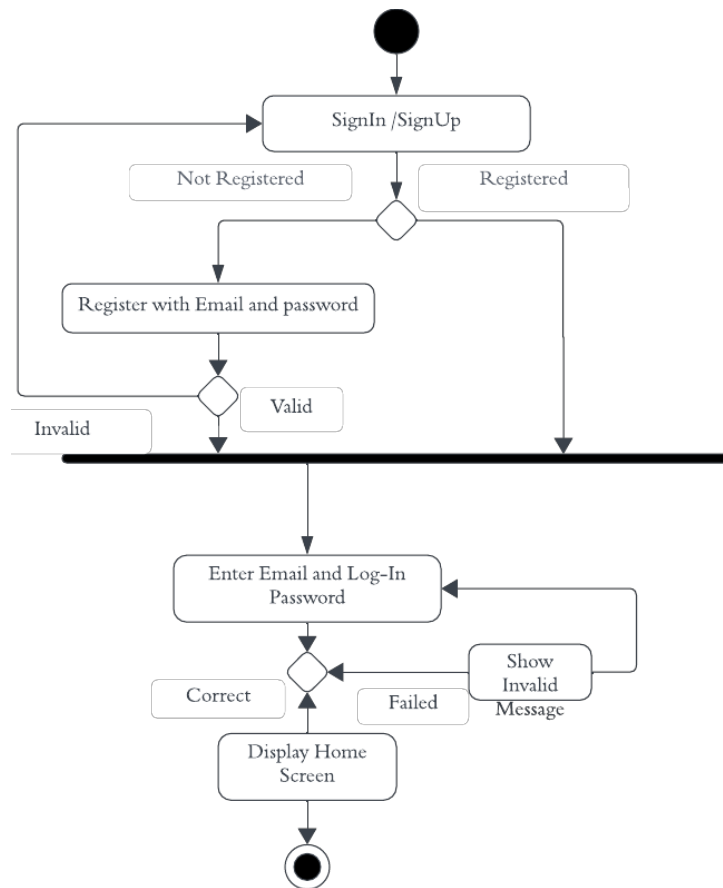 SignIn /SignUp
Not Registered
Registered
Register with Email and password
Valid
Invalid
Enter Email and Log-In
Password
Show
Invalid
Message
Correct
Failed
Display Home
Screen